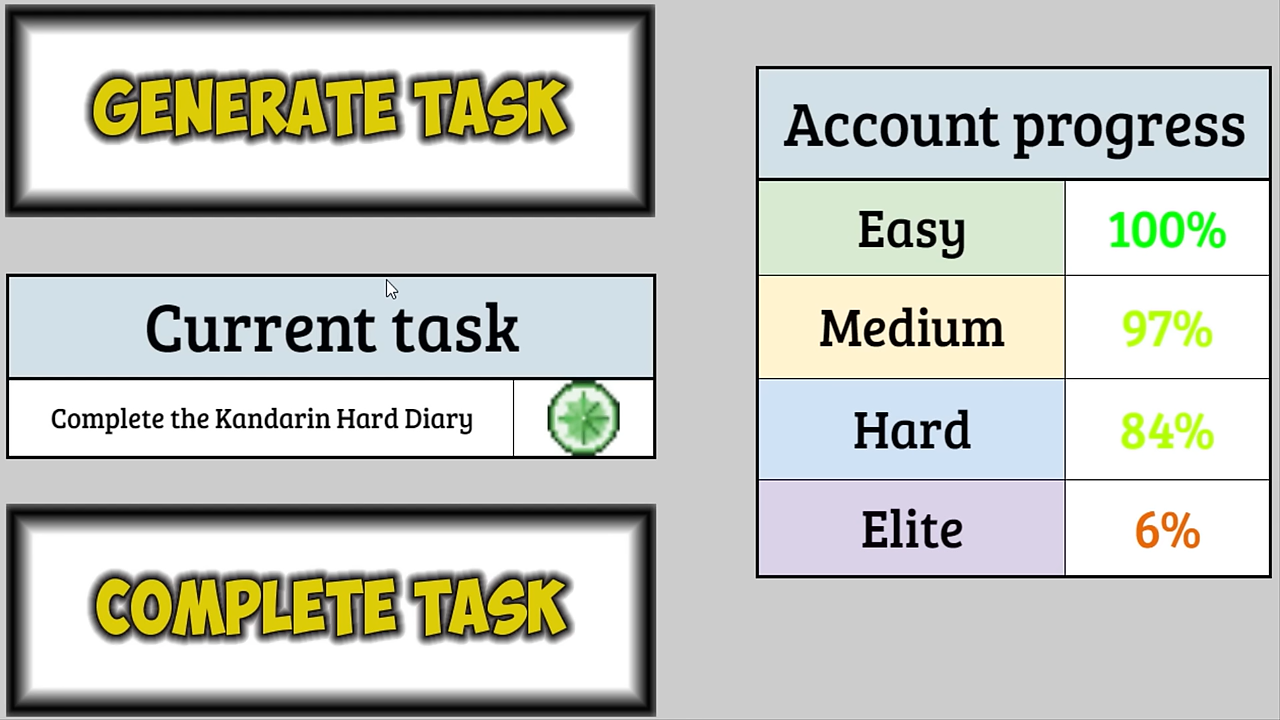 GENERATE TASK
Current task
Complete the Kandarin Hard Diary
COMPLETE TASK
Account progress
Easy 100%
Medium 97%
Hard 84%
Elite 6%